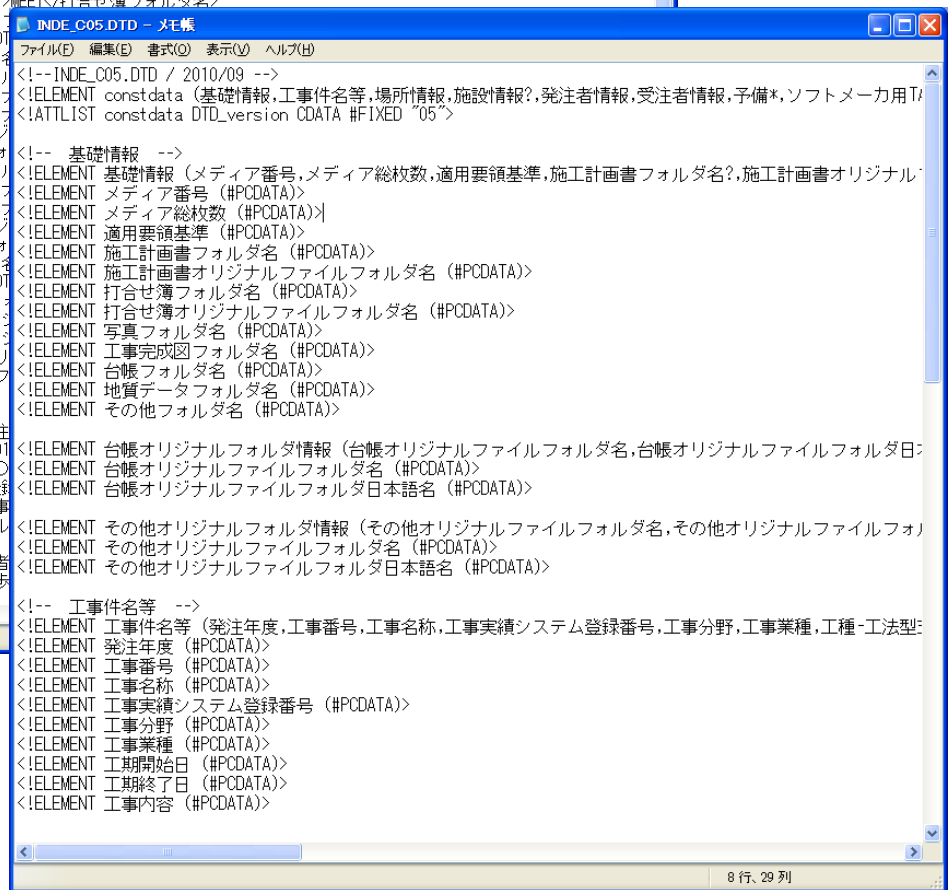 >MEET</打合せ簿フォルダ名>
INDE_C05.DTD - メモ帳
ファイル(F) 編集(E) 書式(O) 表示(V) ヘルプ(H)
<!--INDE_C05.DTD / 2010/09 -->
<!ELEMENT constdata (基礎情報,工事件名等,場所情報,施設情報?,発注者情報,受注者情報,予備*,ソフトメーカ用TA
<!ATTLIST constdata DTD_version CDATA #FIXED "05">
<!-- 基礎情報 -->
<!ELEMENT 基礎情報 (メディア番号,メディア総枚数,適用要領基準,施工計画書フォルダ名?,施工計画書オリジナル
<!ELEMENT メディア番号 (#PCDATA)>
<!ELEMENT メディア総枚数 (#PCDATA)>
<!ELEMENT 適用要領基準 (#PCDATA)>
<!ELEMENT 施工計画書フォルダ名 (#PCDATA)>
<!ELEMENT 施工計画書オリジナルファイルフォルダ名 (#PCDATA)>
<!ELEMENT 打合せ簿フォルダ名 (#PCDATA)>
<!ELEMENT 打合せ簿オリジナルファイルフォルダ名 (#PCDATA)>
<!ELEMENT 写真フォルダ名 (#PCDATA)>
<!ELEMENT 工事完成図フォルダ名 (#PCDATA)>
<!ELEMENT 台帳フォルダ名 (#PCDATA)>
<!ELEMENT 地質データフォルダ名 (#PCDATA)>
<!ELEMENT その他フォルダ名 (#PCDATA)>
<!ELEMENT 台帳オリジナルフォルダ情報 (台帳オリジナルファイルフォルダ名,台帳オリジナルファイルフォルダ日本
<!ELEMENT 台帳オリジナルファイルフォルダ名 (#PCDATA)>
<!ELEMENT 台帳オリジナルファイルフォルダ日本語名 (#PCDATA)>
<!ELEMENT その他オリジナルフォルダ情報 (その他オリジナルファイルフォルダ名,その他オリジナルファイルフォル
<!ELEMENT その他オリジナルファイルフォルダ名 (#PCDATA)>
<!ELEMENT その他オリジナルファイルフォルダ日本語名 (#PCDATA)>
<!-- 工事件名等 -->
<!ELEMENT 工事件名等 (発注年度,工事番号,工事名称,工事実績システム登録番号,工事分野,工事業種,工種-工法型式
<!ELEMENT 発注年度 (#PCDATA)>
<!ELEMENT 工事番号 (#PCDATA)>
<!ELEMENT 工事名称 (#PCDATA)>
<!ELEMENT 工事実績システム登録番号 (#PCDATA)>
<!ELEMENT 工事分野 (#PCDATA)>
<!ELEMENT 工事業種 (#PCDATA)>
<!ELEMENT 工期開始日 (#PCDATA)>
<!ELEMENT 工期終了日 (#PCDATA)>
<!ELEMENT 工事内容 (#PCDATA)>
8 行、29 列